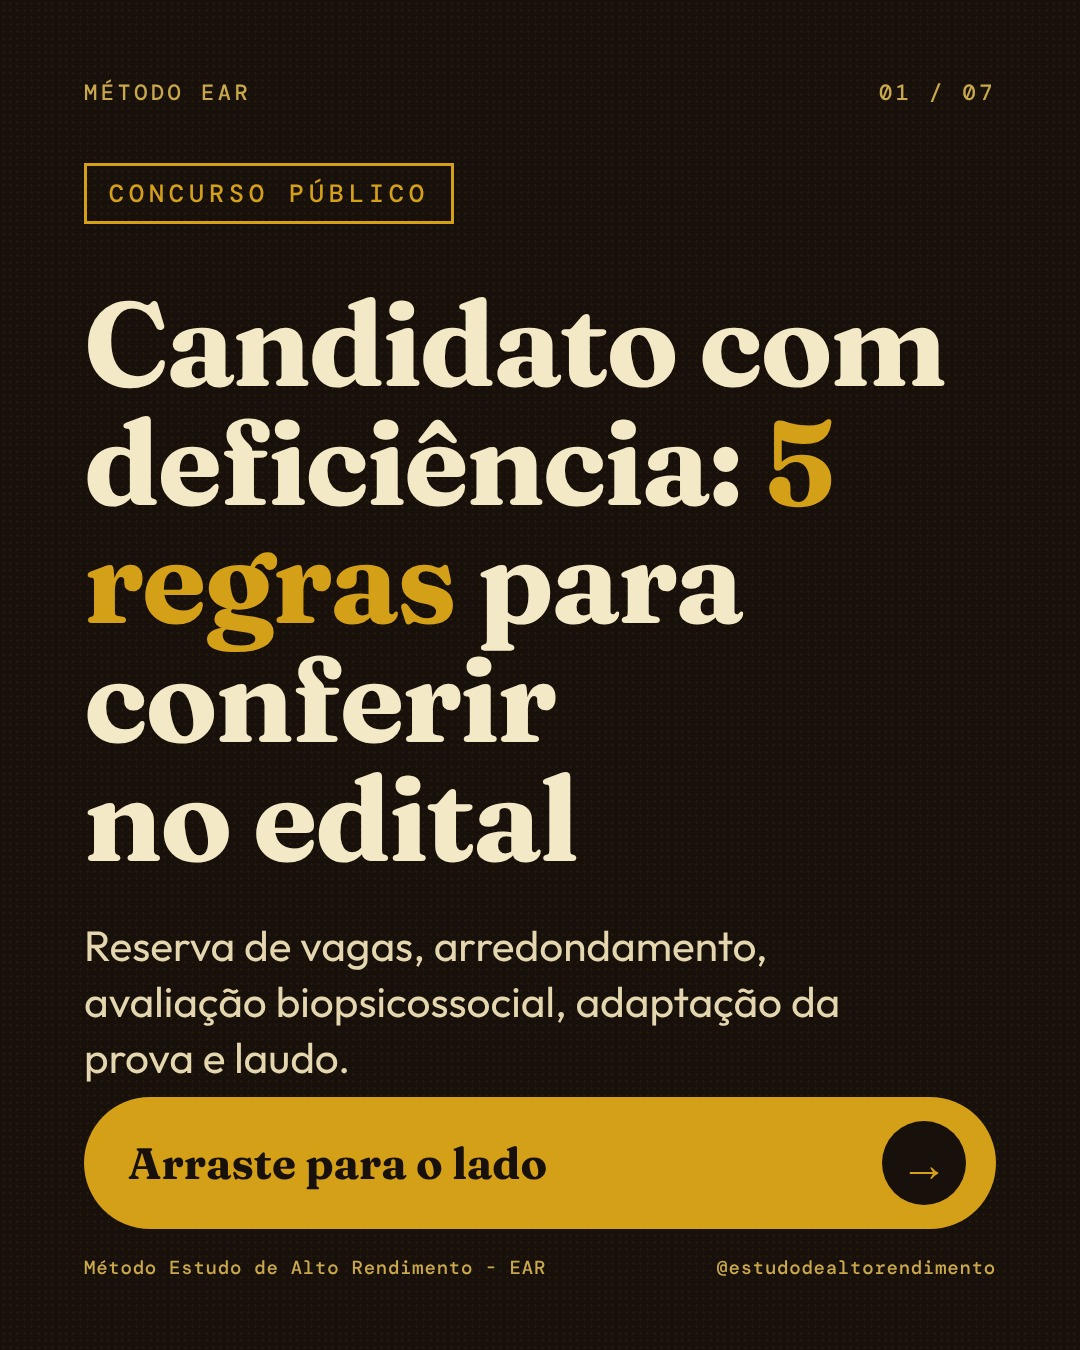 MÉTODO EAR
01 / 07
CONCURSO PÚBLICO
Candidato com
deficiência: 5
regras para
conferir
no edital
Reserva de vagas, arredondamento,
avaliação biopsicossocial, adaptação da
prova e laudo.
Arraste para o lado →
Método Estudo de Alto Rendimento - EAR
@estudodealtorendimento